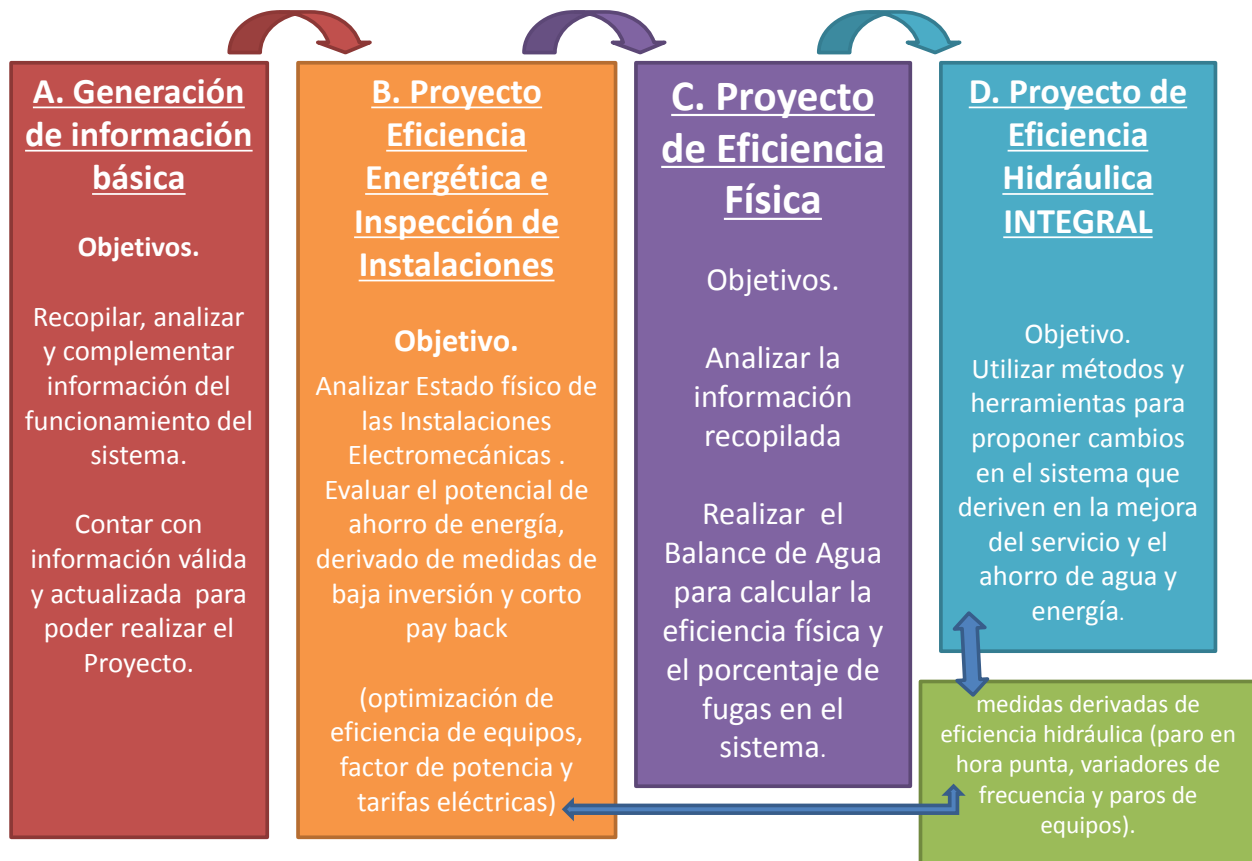 A. Generación
de información
básica
Objetivos.
Recopilar, analizar
y complementar
información del
funcionamiento del
sistema.
Contar con
información válida
y actualizada para
poder realizar el
Proyecto.
B. Proyecto
Eficiencia
Energética e
Inspección de
Instalaciones
Objetivo.
Analizar Estado físico de
las Instalaciones
Electromecánicas .
Evaluar el potencial de
ahorro de energía,
derivado de medidas de
baja inversión y corto
pay back
(optimización de
eficiencia de equipos,
factor de potencia y
tarifas eléctricas)
C. Proyecto
de Eficiencia
Física
Objetivos.
Analizar la
información
recopilada
Realizar el
Balance de Agua
para calcular la
eficiencia física y
el porcentaje de
fugas en el
sistema.
D. Proyecto de
Eficiencia
Hidráulica
INTEGRAL
Objetivo.
Utilizar métodos y
herramientas para
proponer cambios
en el sistema que
deriven en la mejora
del servicio y el
ahorro de agua y
energía.
medidas derivadas de
eficiencia hidráulica (paro en
hora punta, variadores de
frecuencia y paros de
equipos).